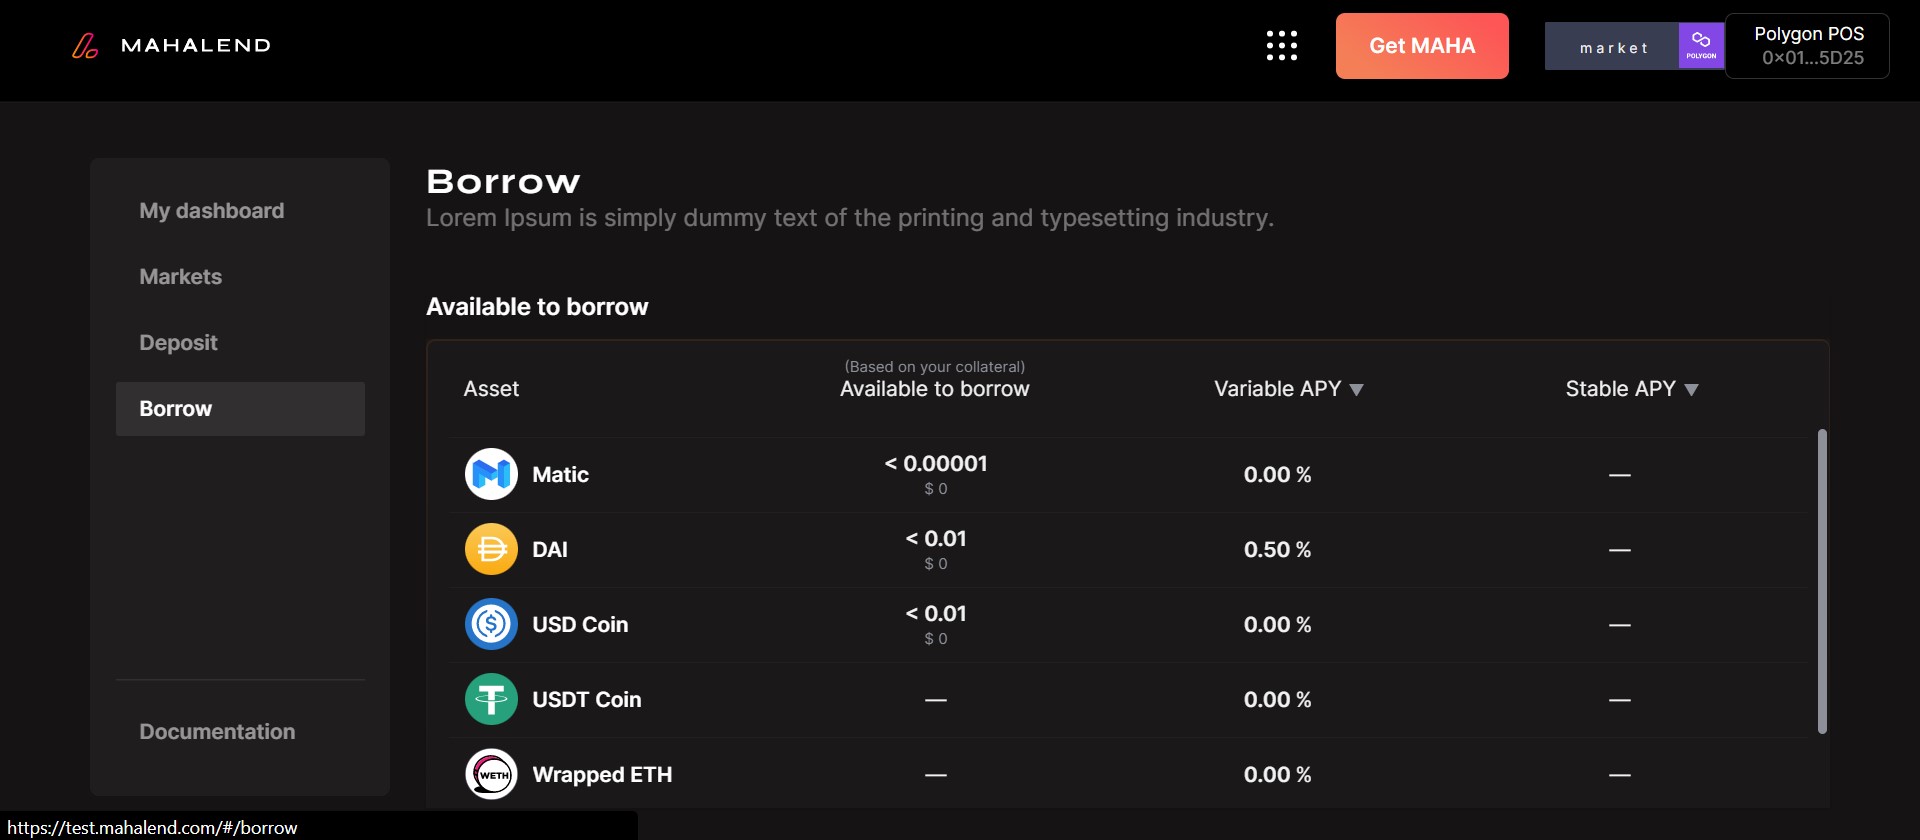 MAHALEND
Get MAHA
market
POLYGON
Polygon POS
0x01...5D25
My dashboard
Markets
Deposit
Borrow
Documentation
Borrow
Lorem Ipsum is simply dummy text of the printing and typesetting industry.
Available to borrow
Asset
(Based on your collateral)
Available to borrow
Variable APY ▼
Stable APY ▼
Matic
< 0.00001
$ 0
0.00 %
—
DAI
< 0.01
$ 0
0.50 %
—
USD Coin
< 0.01
$ 0
0.00 %
—
USDT Coin
—
0.00 %
—
WETH
Wrapped ETH
—
0.00 %
—
https://test.mahalend.com/#/borrow